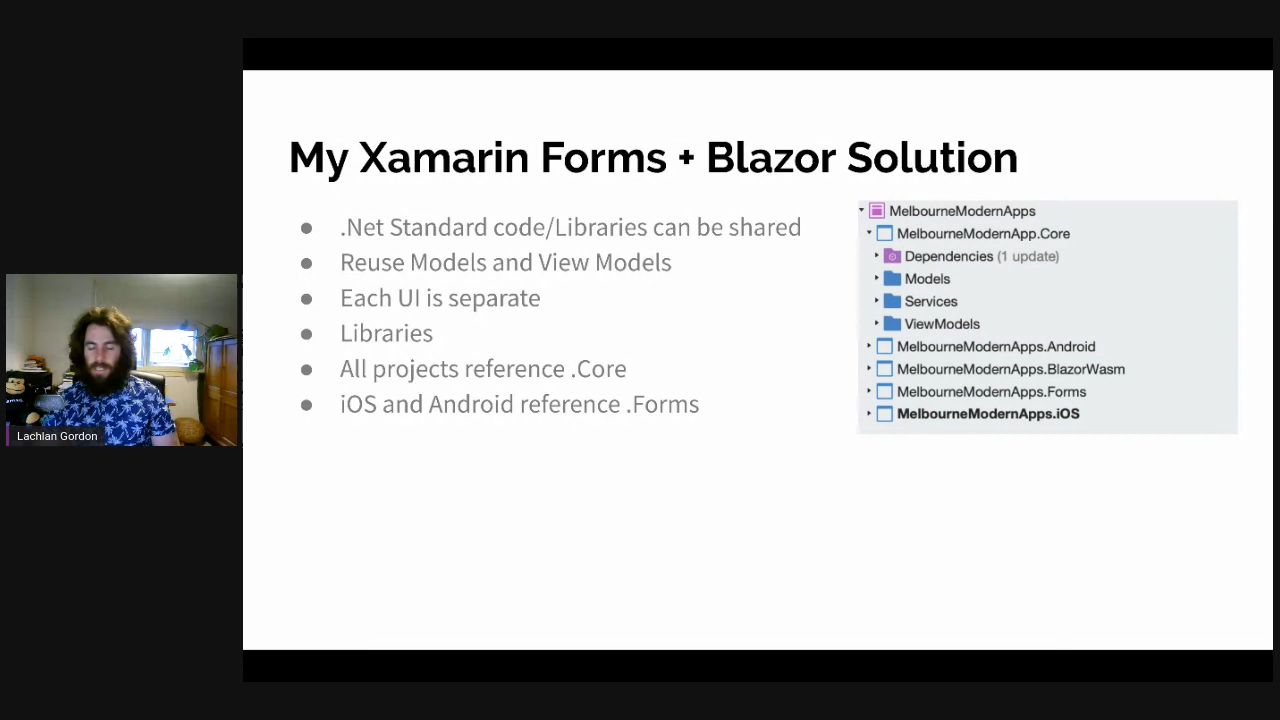 My Xamarin Forms + Blazor Solution
● .Net Standard code/Libraries can be shared
● Reuse Models and View Models
● Each UI is separate
● Libraries
● All projects reference .Core
● iOS and Android reference .Forms
MelbourneModernApps
MelbourneModernApp.Core
Dependencies (1 update)
Models
Services
ViewModels
MelbourneModernApps.Android
MelbourneModernApps.BlazorWasm
MelbourneModernApps.Forms
MelbourneModernApps.iOS
Lachlan Gordon